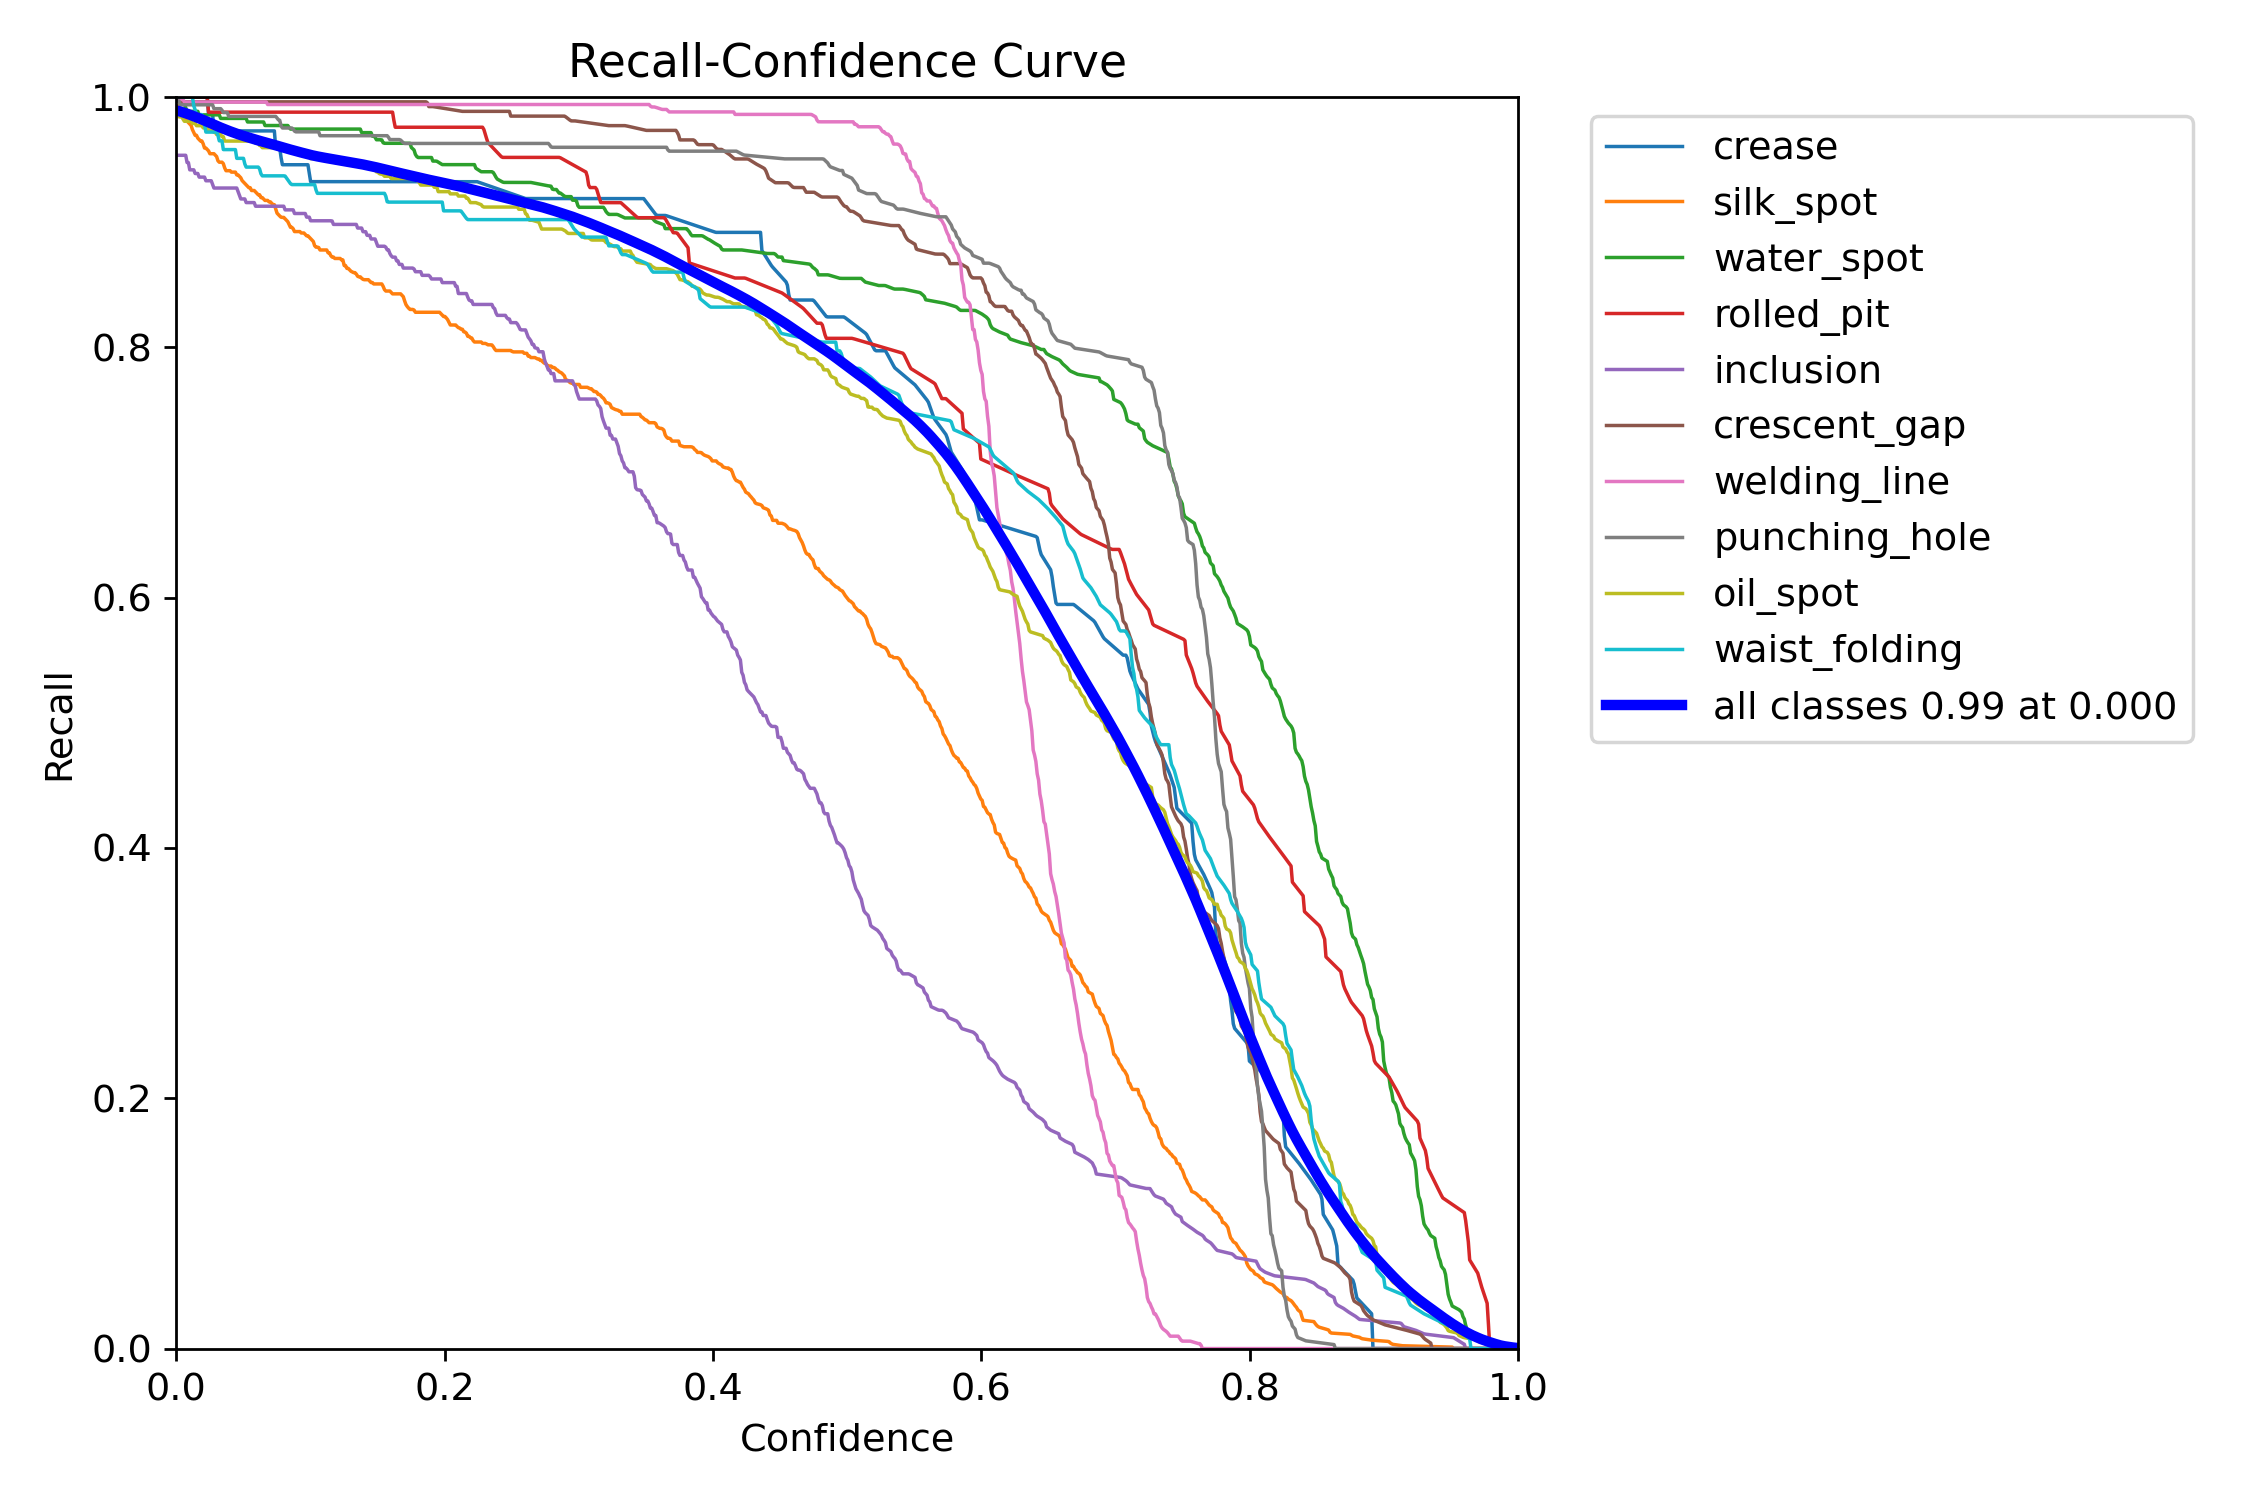 Recall-Confidence Curve
1.0
0.8
0.6
0.4
0.2
0.0
Recall
0.0 0.2 0.4 0.6 0.8 1.0
Confidence
crease
silk_spot
water_spot
rolled_pit
inclusion
crescent_gap
welding_line
punching_hole
oil_spot
waist_folding
all classes 0.99 at 0.000